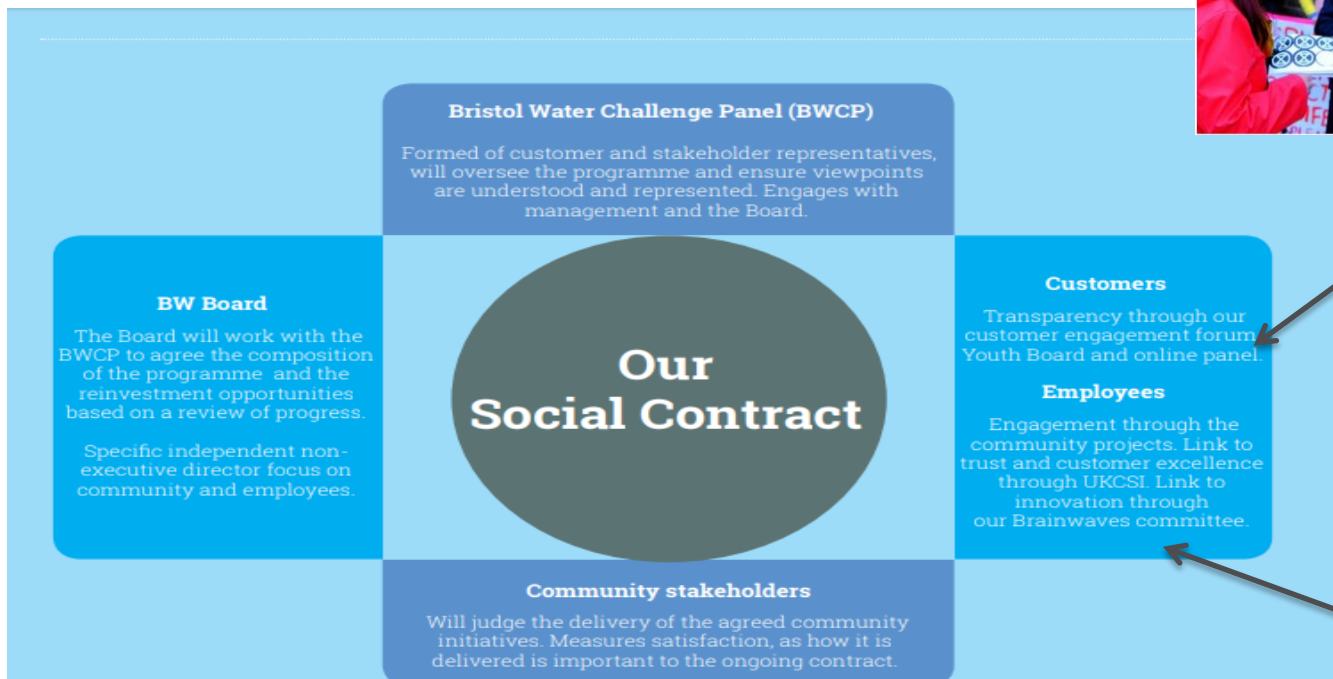 Bristol Water Challenge Panel (BWCP)
Formed of customer and stakeholder representatives,
will oversee the programme and ensure viewpoints
are understood and represented. Engages with
management and the Board.
BW Board
The Board will work with the
BWCP to agree the composition
of the programme and the
reinvestment opportunities
based on a review of progress.
Specific independent non-
executive director focus on
community and employees.
Our
Social Contract
Customers
Transparency through our
customer engagement forum
Youth Board and online panel.
Employees
Engagement through the
community projects. Link to
trust and customer excellence
through UKCSI. Link to
innovation through
our Brainwaves committee.
Community stakeholders
Will judge the delivery of the agreed community
initiatives. Measures satisfaction, as how it is
delivered is important to the ongoing contract.